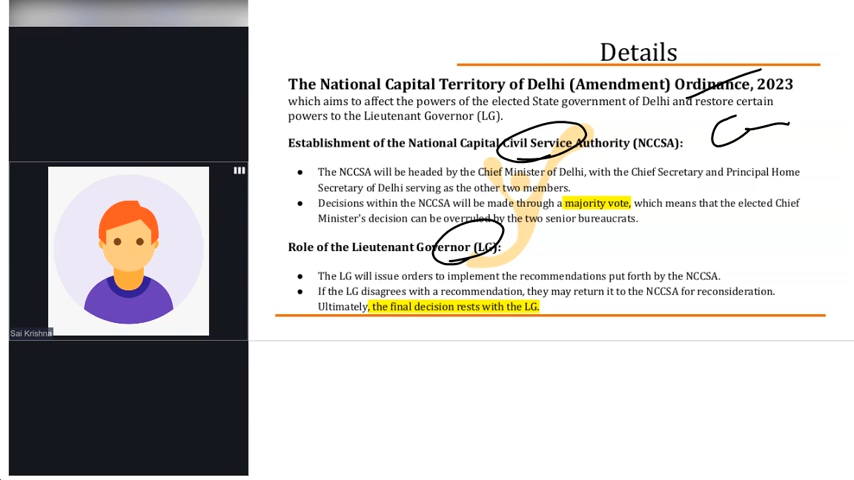 Details
The National Capital Territory of Delhi (Amendment) Ordinance, 2023
which aims to affect the powers of the elected State government of Delhi and restore certain
powers to the Lieutenant Governor (LG).
Establishment of the National Capital Civil Service Authority (NCCSA):
● The NCCSA will be headed by the Chief Minister of Delhi, with the Chief Secretary and Principal Home
Secretary of Delhi serving as the other two members.
● Decisions within the NCCSA will be made through a majority vote, which means that the elected Chief
Minister's decision can be overruled by the two senior bureaucrats.
Role of the Lieutenant Governor (LG):
● The LG will issue orders to implement the recommendations put forth by the NCCSA.
● If the LG disagrees with a recommendation, they may return it to the NCCSA for reconsideration.
Ultimately, the final decision rests with the LG.
Sai Krishna